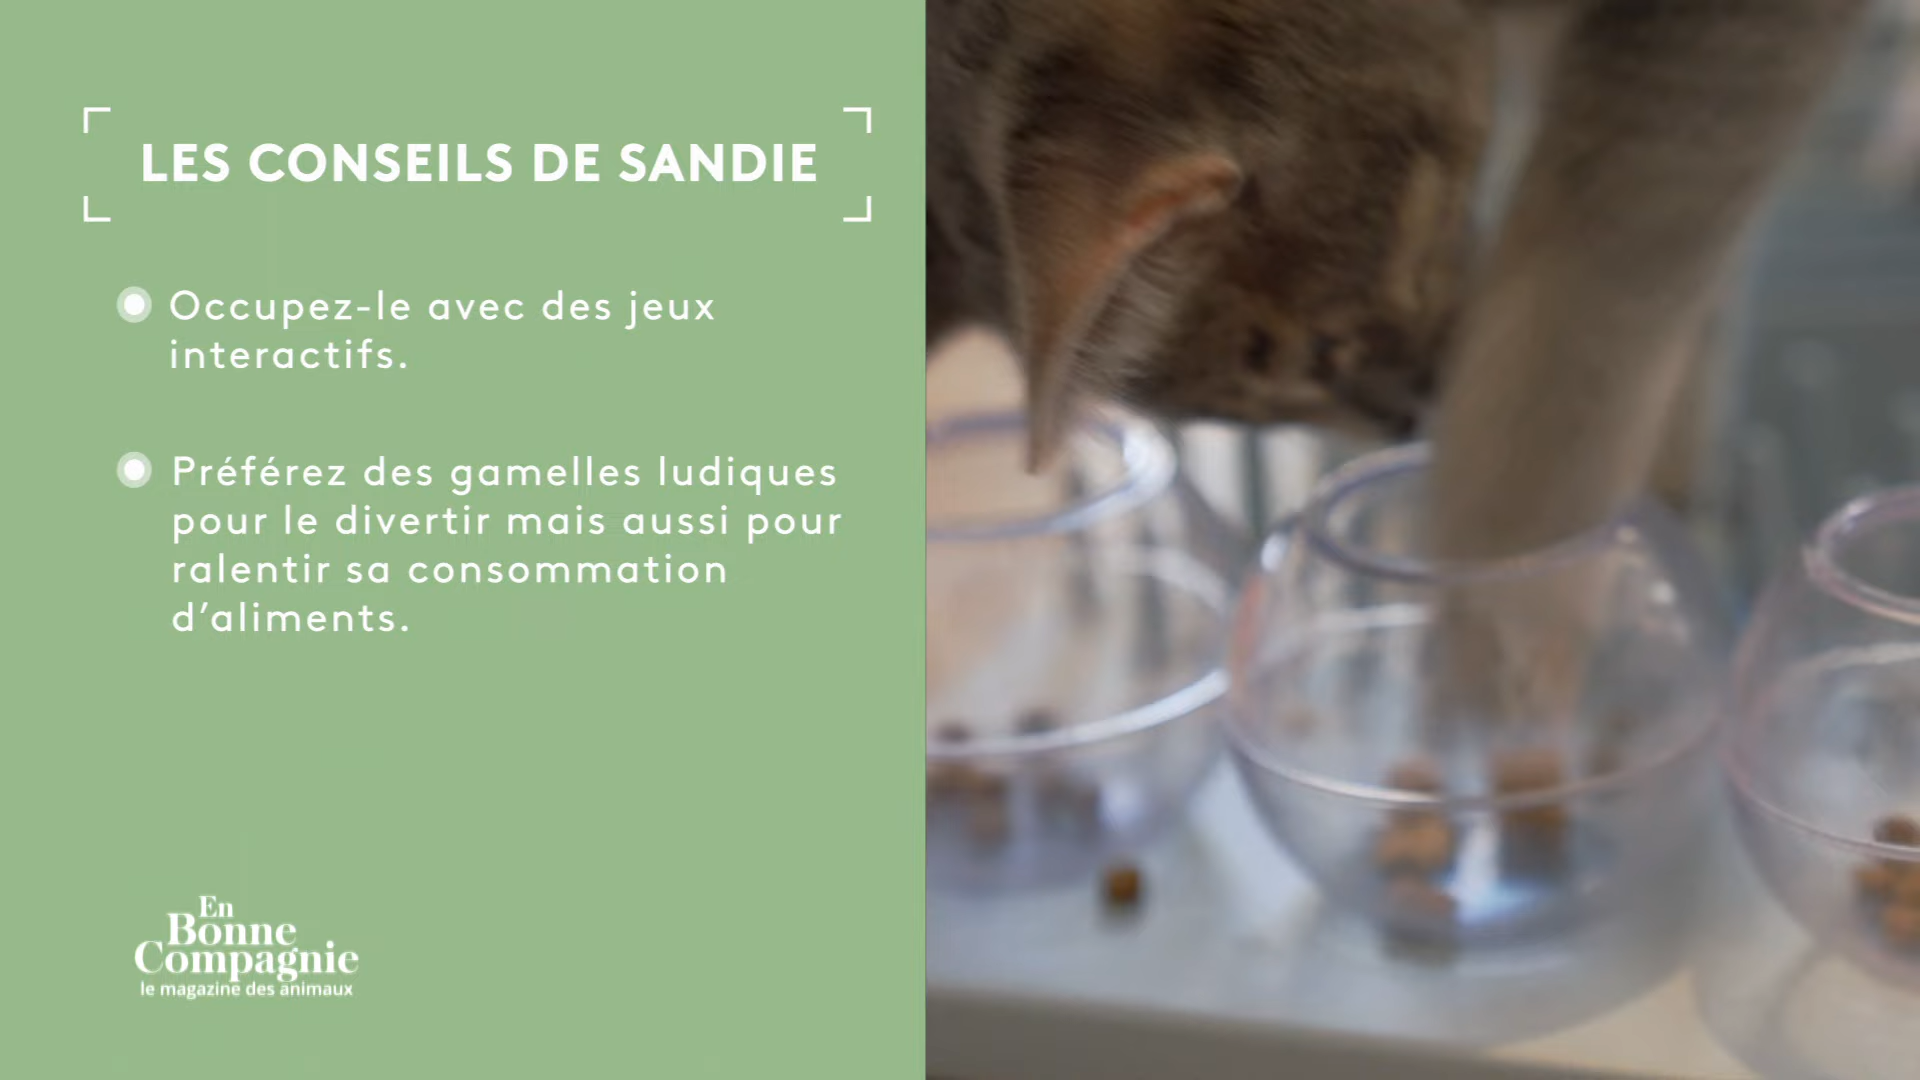 LES CONSEILS DE SANDIE
Occupez-le avec des jeux
interactifs.
Préférez des gamelles ludiques
pour le divertir mais aussi pour
ralentir sa consommation
d’aliments.
En
Bonne
Compagnie
le magazine des animaux